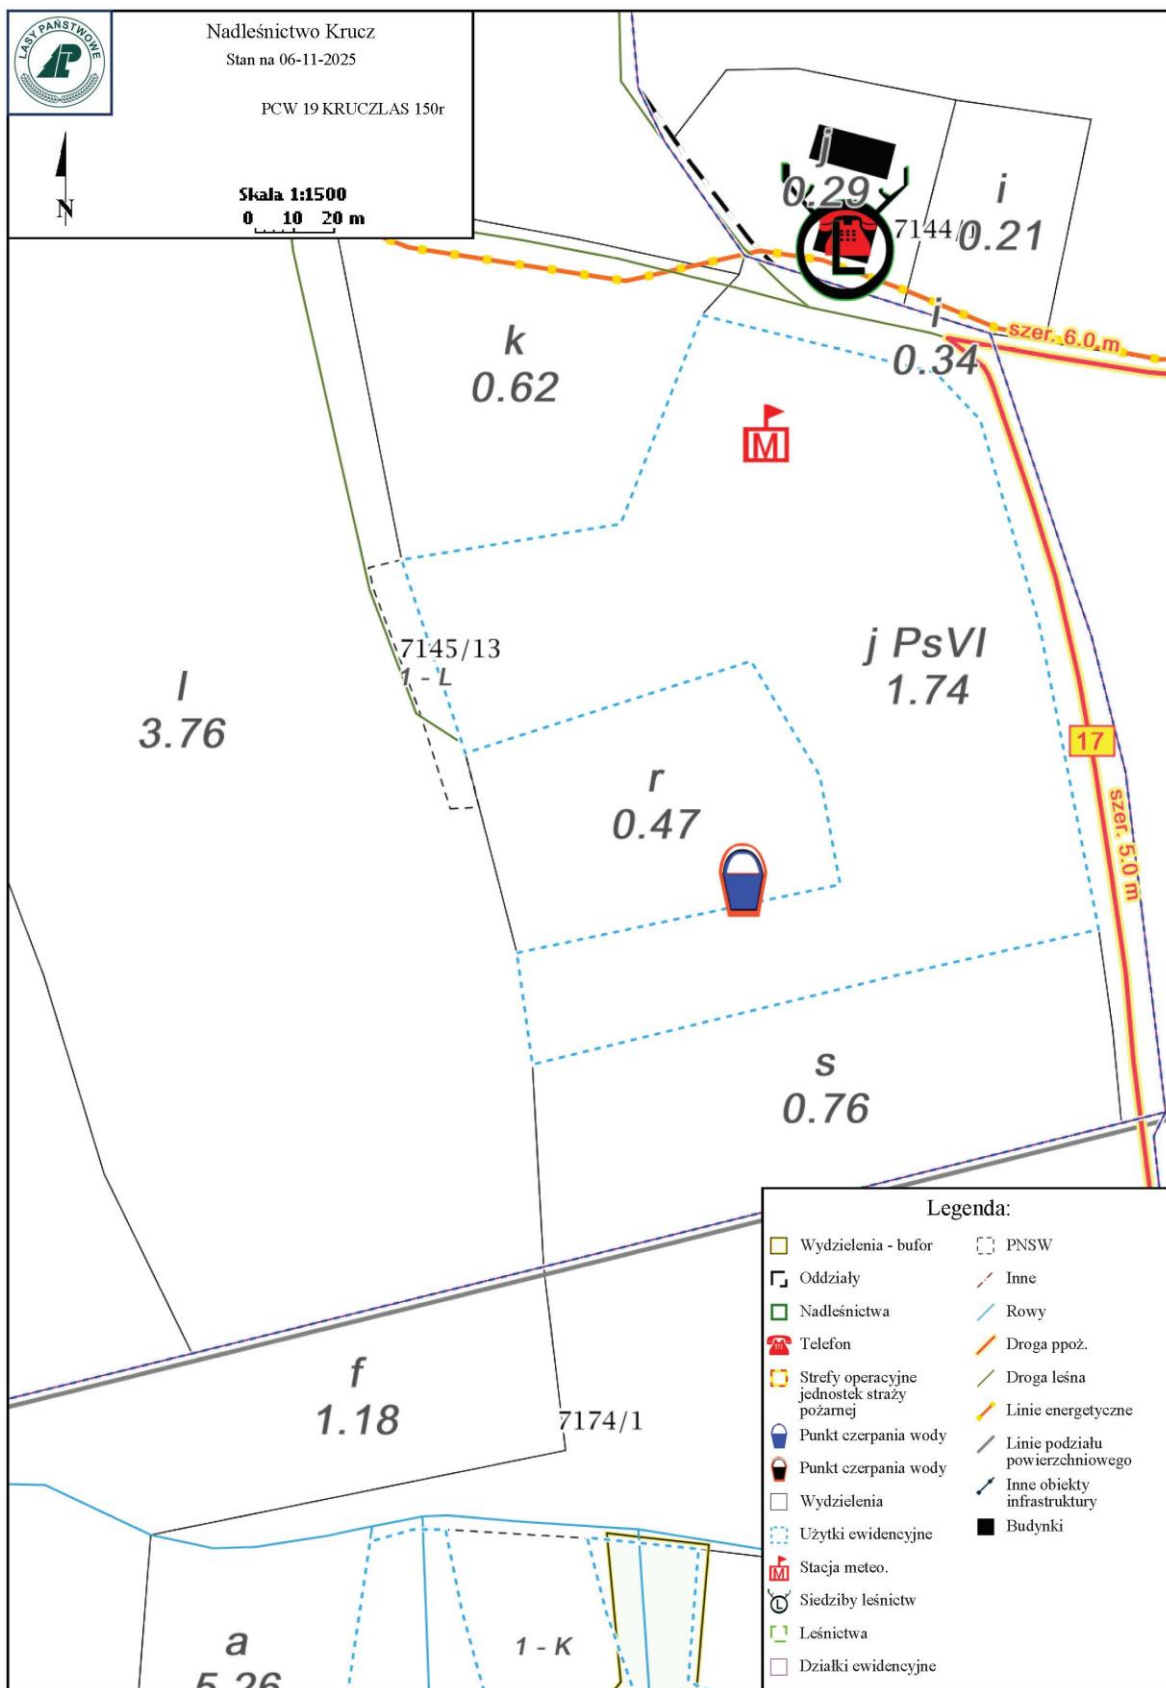 LASY PAŃSTWOWE
Nadleśnictwo Krucz
Stan na 06-11-2025
PCW 19 KRUCZLAS 150r
N
Skala 1:1500
0 10 20 m
j
0.29
7144/
i
0.21
L
i
0.34
szer. 6.0 m
k
0.62
M
7145/13
1 - L
j PsVI
1.74
l
3.76
17
r
0.47
szer. 5.0 m
s
0.76
f
1.18
7174/1
a
5.26
1 - K
Legenda:
Wydzielenia - bufor
Oddziały
Nadleśnictwa
Telefon
Strefy operacyjne
jednostek straży
pożarnej
Punkt czerpania wody
Punkt czerpania wody
Wydzielenia
Użytki ewidencyjne
M
Stacja meteo.
L
Siedziby leśnictw
Leśnictwa
Działki ewidencyjne
PNSW
Inne
Rowy
Droga ppoż.
Droga leśna
Linie energetyczne
Linie podziału
powierzchniowego
Inne obiekty
infrastruktury
Budynki